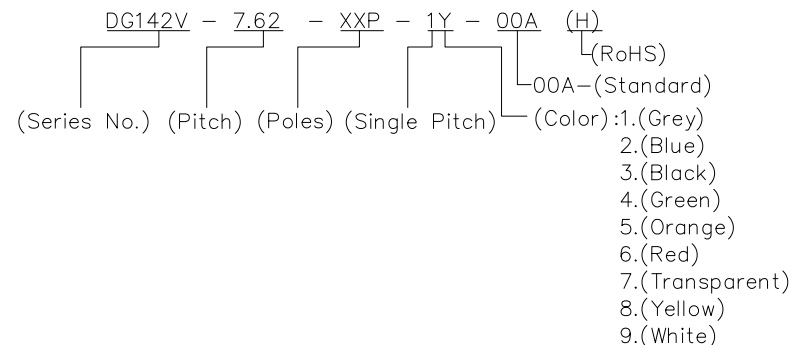 DG142V - 7.62 - XXP - 1Y - 00A (H)
(RoHS)
00A-(Standard)
(Series No.) (Pitch) (Poles) (Single Pitch) (Color):1.(Grey)
2.(Blue)
3.(Black)
4.(Green)
5.(Orange)
6.(Red)
7.(Transparent)
8.(Yellow)
9.(White)